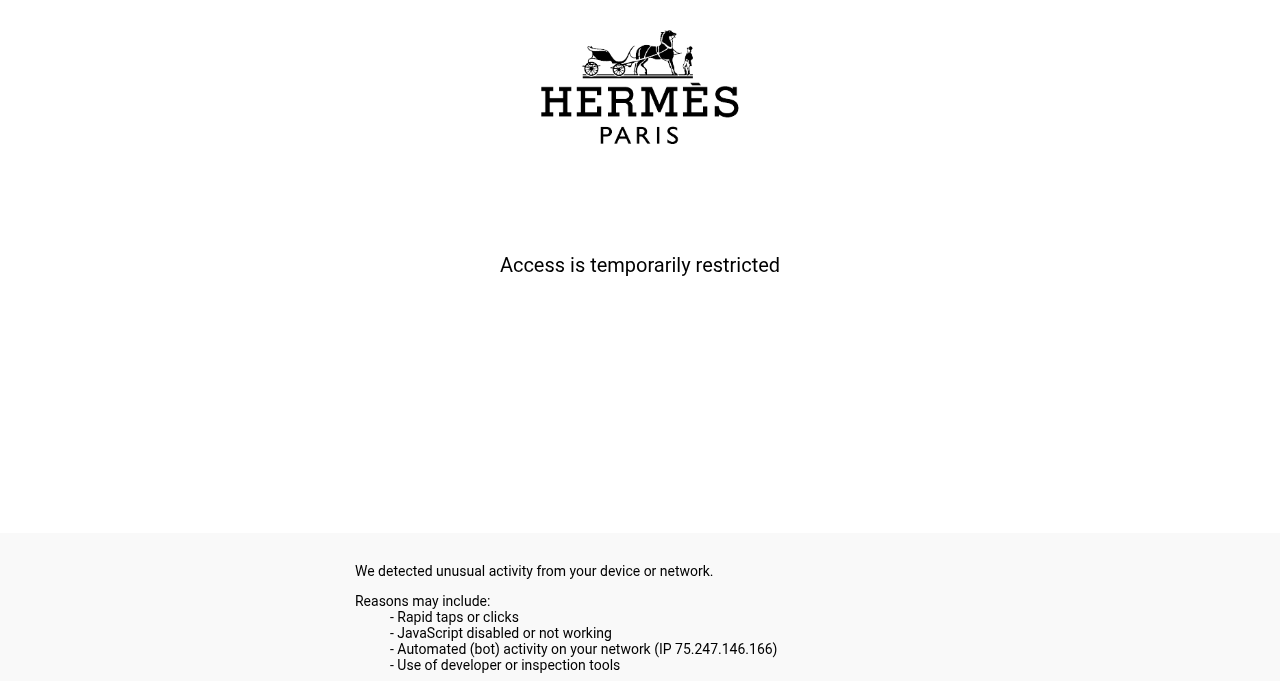 HERMÈS
PARIS
Access is temporarily restricted
We detected unusual activity from your device or network.
Reasons may include:
- Rapid taps or clicks
- JavaScript disabled or not working
- Automated (bot) activity on your network (IP 75.247.146.166)
- Use of developer or inspection tools